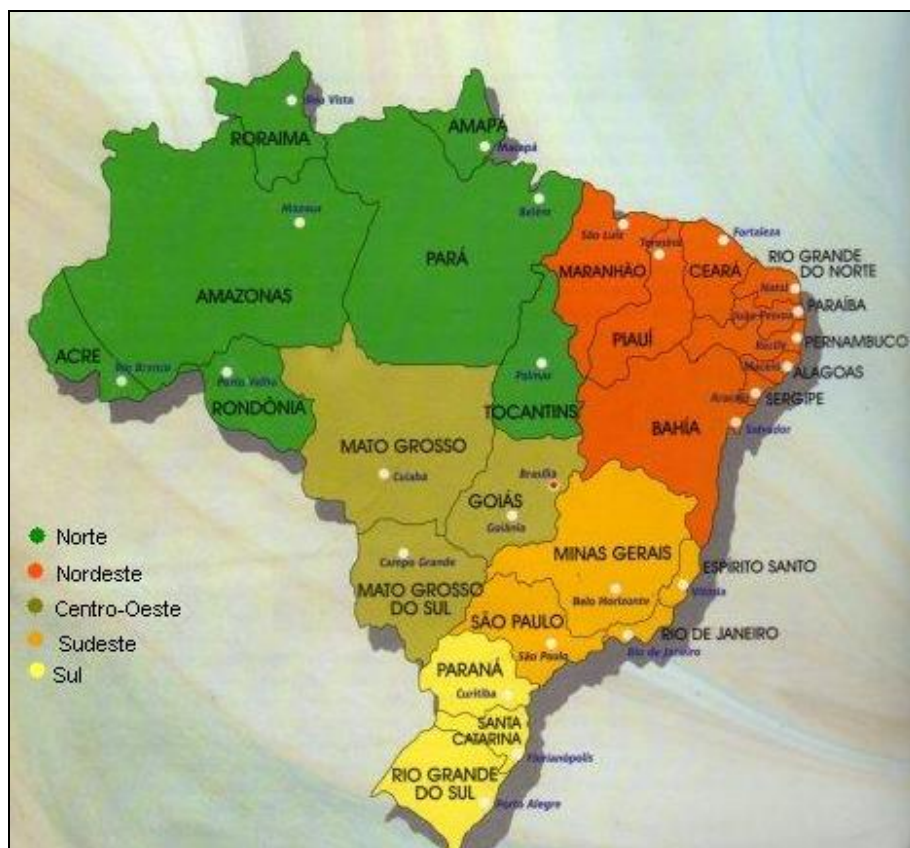 Boa Vista
RORAIMA
AMAPÁ
Macapá
Manaus
Belém
PARÁ
AMAZONAS
São Luís
Teresina
Fortaleza
MARANHÃO
CEARÁ
RIO GRANDE
DO NORTE
Natal
PARAÍBA
João Pessoa
PIAUÍ
Recife
PERNAMBUCO
ACRE
Rio Branco
Porto Velho
RONDÔNIA
Palmas
TOCANTINS
Maceió
ALAGOAS
Aracaju
SERGIPE
BAHÍA
Salvador
MATO GROSSO
Cuiabá
Brasília
GOIÁS
Goiânia
Campo Grande
MATO GROSSO
DO SUL
MINAS GERAIS
Belo Horizonte
ESPÍRITO SANTO
Vitória
SÃO PAULO
São Paulo
RIO DE JANEIRO
Rio de Janeiro
PARANÁ
Curitiba
SANTA
CATARINA
Florianópolis
RIO GRANDE
DO SUL
Porto Alegre
Norte
Nordeste
Centro-Oeste
Sudeste
Sul